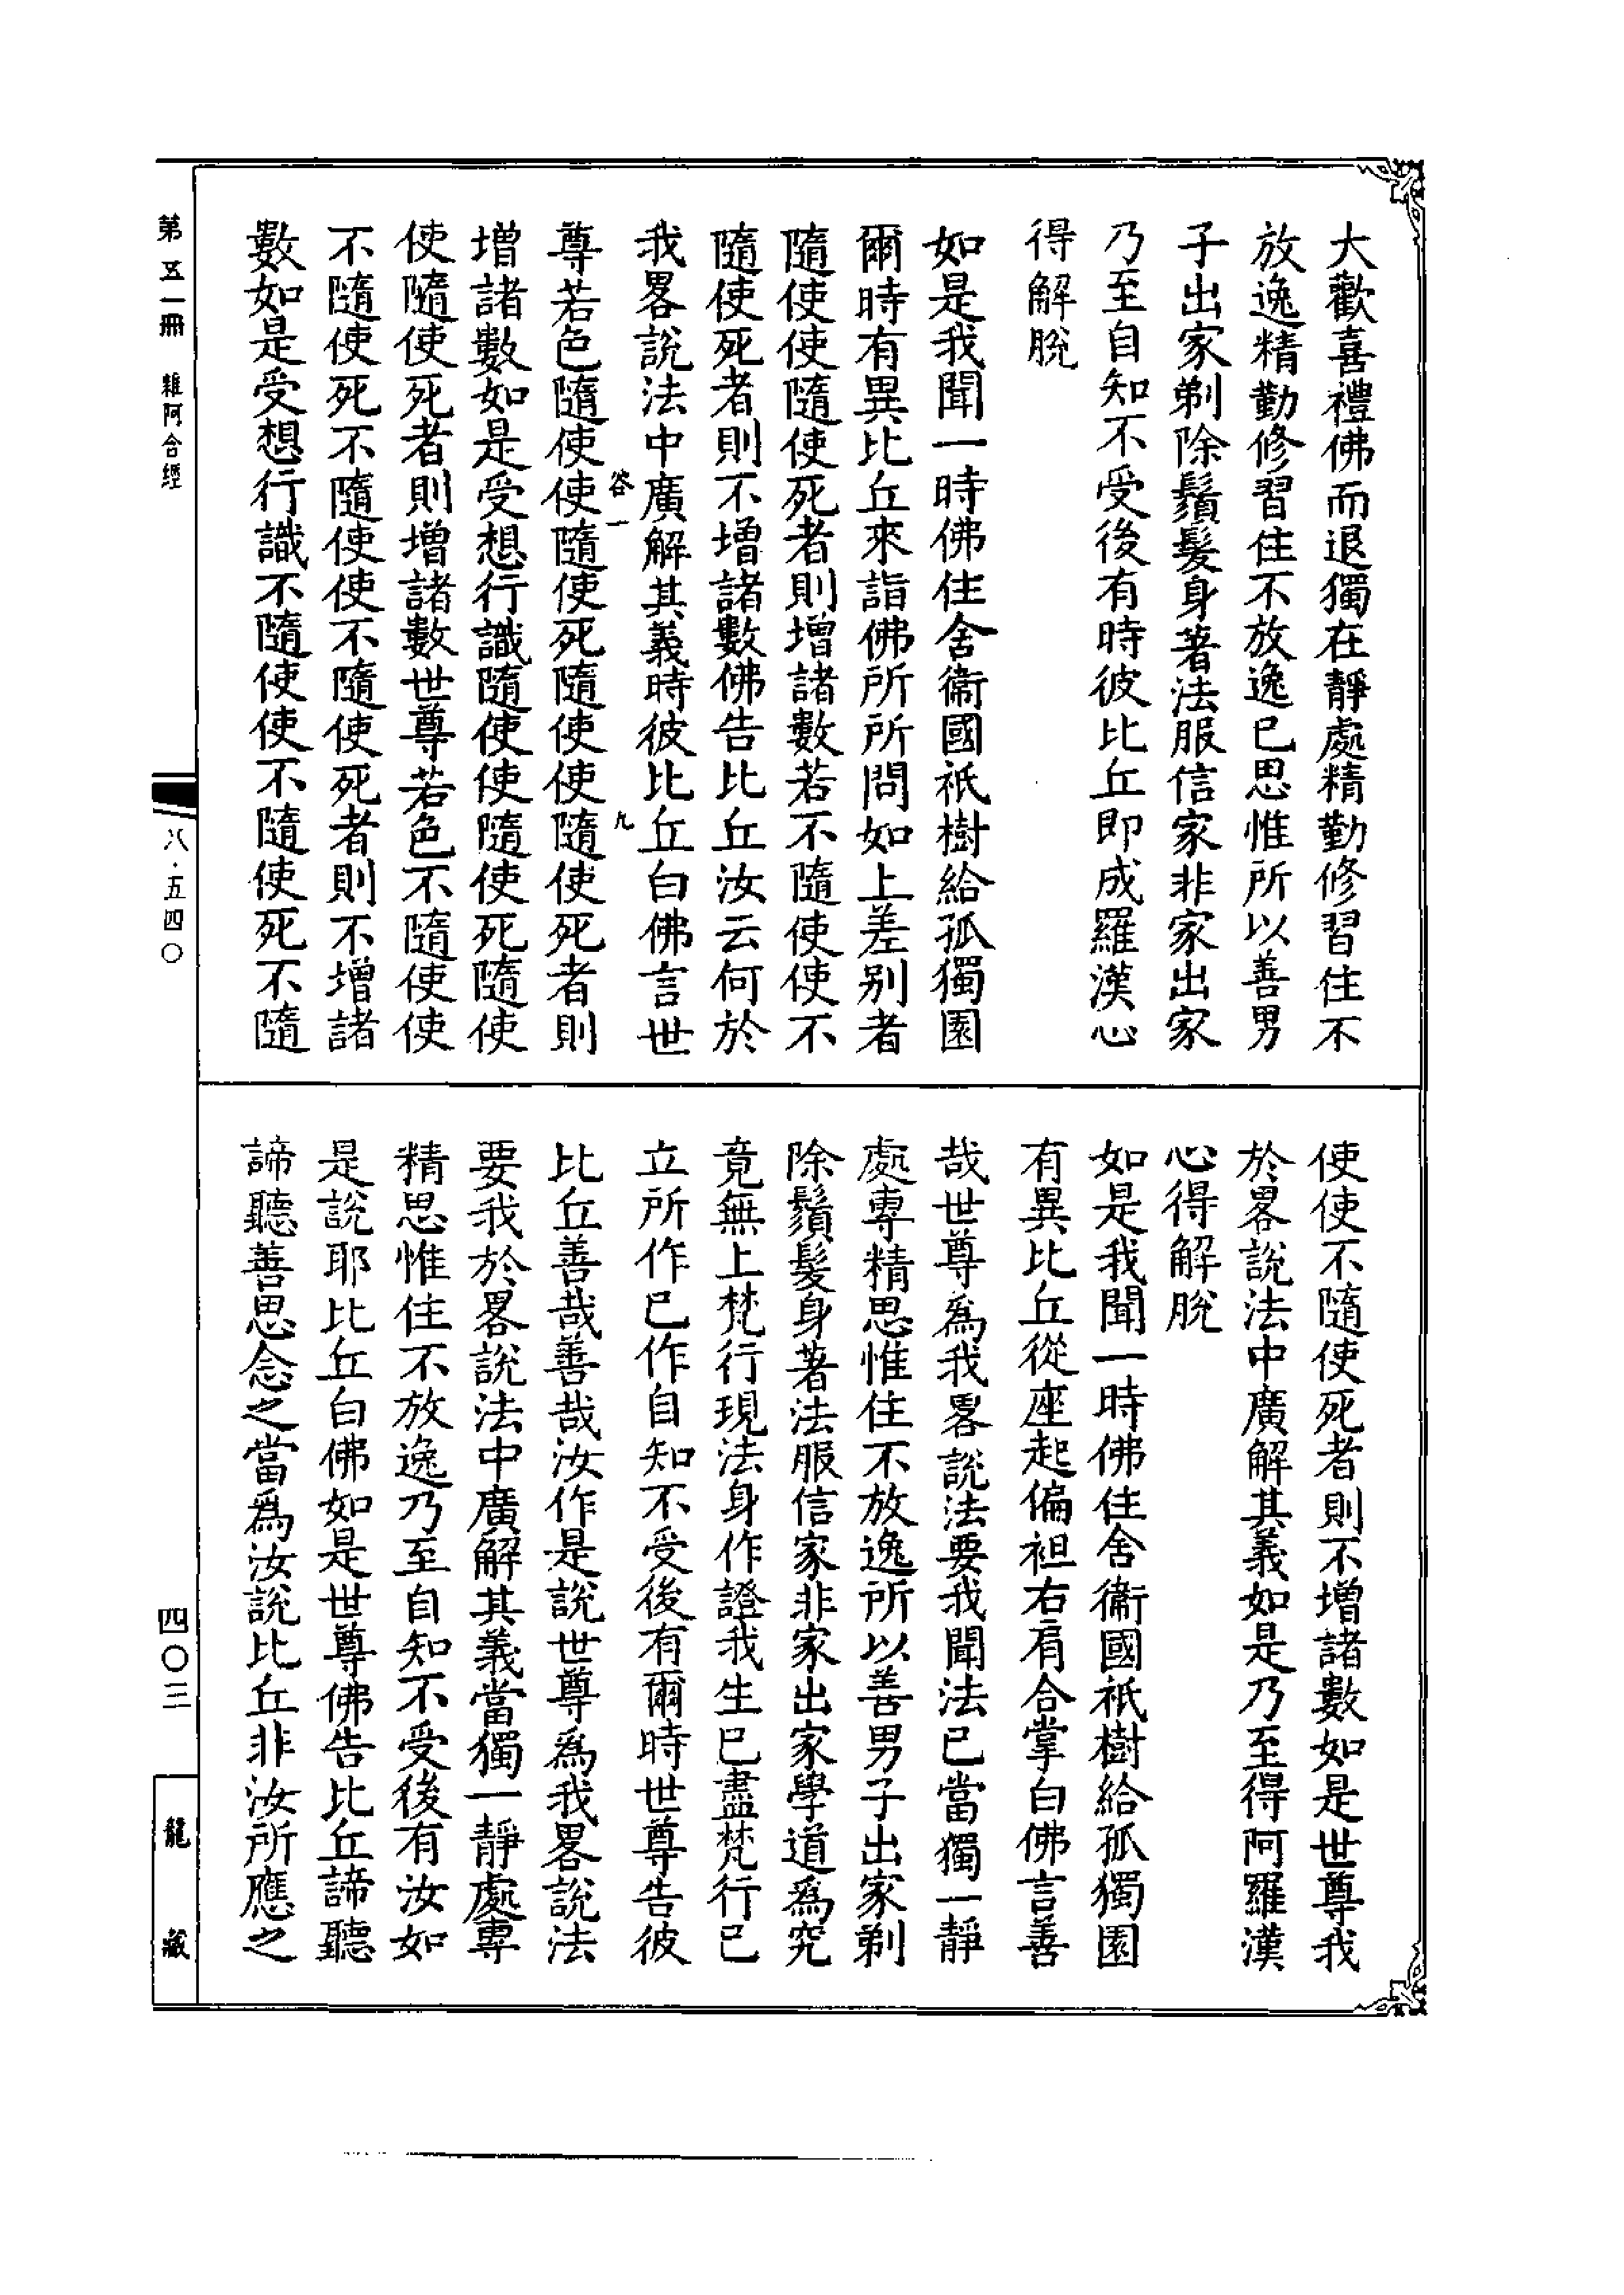 大歡喜禮佛而退獨在靜處精勤修習住不
放逸精勤修習住不放逸已思惟所以善男
子出家剃除鬚髮身著法服信家非家出家
乃至自知不受後有時彼比丘即成羅漢心
得解脫
如是我聞一時佛住舍衞國祇樹給孤獨園
爾時有異比丘來詣佛所所問如上差别者
隨使使隨使死者則增諸數若不隨使使不
隨使死者則不增諸數佛告比丘汝云何於
我畧說法中廣解其義時彼比丘白佛言世
容一 九
尊若色隨使使隨使死隨使使隨使死者則
增諸數如是受想行識隨使使隨使死隨使
使隨使死者則增諸數世尊若色不隨使使
不隨使死不隨使使不隨使死者則不增諸
數如是受想行識不隨使使不隨使死不隨
使使不隨使死者則不增諸數如是世尊我
於畧說法中廣解其義如是乃至得阿羅漢
心得解脫
如是我聞一時佛住舍衞國祇樹給孤獨園
有異比丘從座起偏袒右肩合掌白佛言善
哉世尊爲我畧說法要我聞法已當獨一靜
處專精思惟住不放逸所以善男子出家剃
除鬚髮身著法服信家非家出家學道爲究
竟無上梵行現法身作證我生已盡梵行已
立所作已作自知不受後有爾時世尊告彼
比丘善哉善哉汝作是說世尊爲我畧說法
要我於畧說法中廣解其義當獨一靜處專
精思惟住不放逸乃至自知不受後有汝如
是說耶比丘白佛如是世尊佛告比丘諦聽
諦聽善思念之當爲汝說比丘非汝所應之
第五一冊 雜阿含經
八·五四〇
四〇三
龍藏